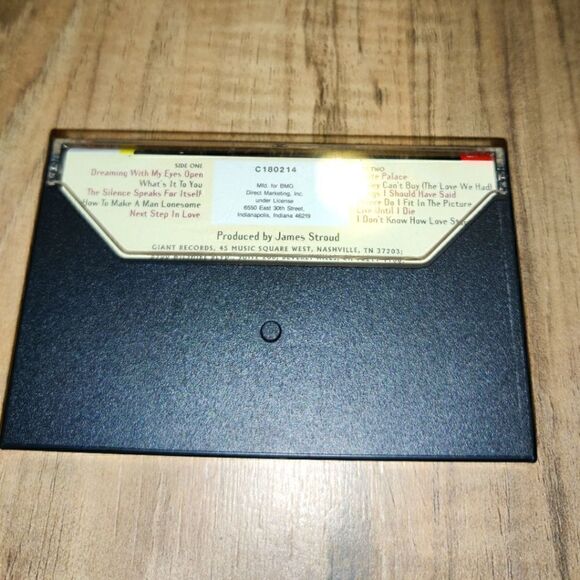 SIDE ONE
Dreaming With My Eyes Open
What's It To You
The Silence Speaks For Itself
How To Make A Man Lonesome
Next Step In Love
C180214
Mfd. for BMG
Direct Marketing, Inc.
under License
6550 East 30th Street,
Indianapolis, Indiana 46219
TWO
Palace
Can't Buy (The Love We Had)
I Should Have Said
Do I Fit In The Picture
Until I Die
I Don't Know How Love
Produced by James Stroud
GIANT RECORDS, 45 MUSIC SQUARE WEST, NASHVILLE, TN 37203;